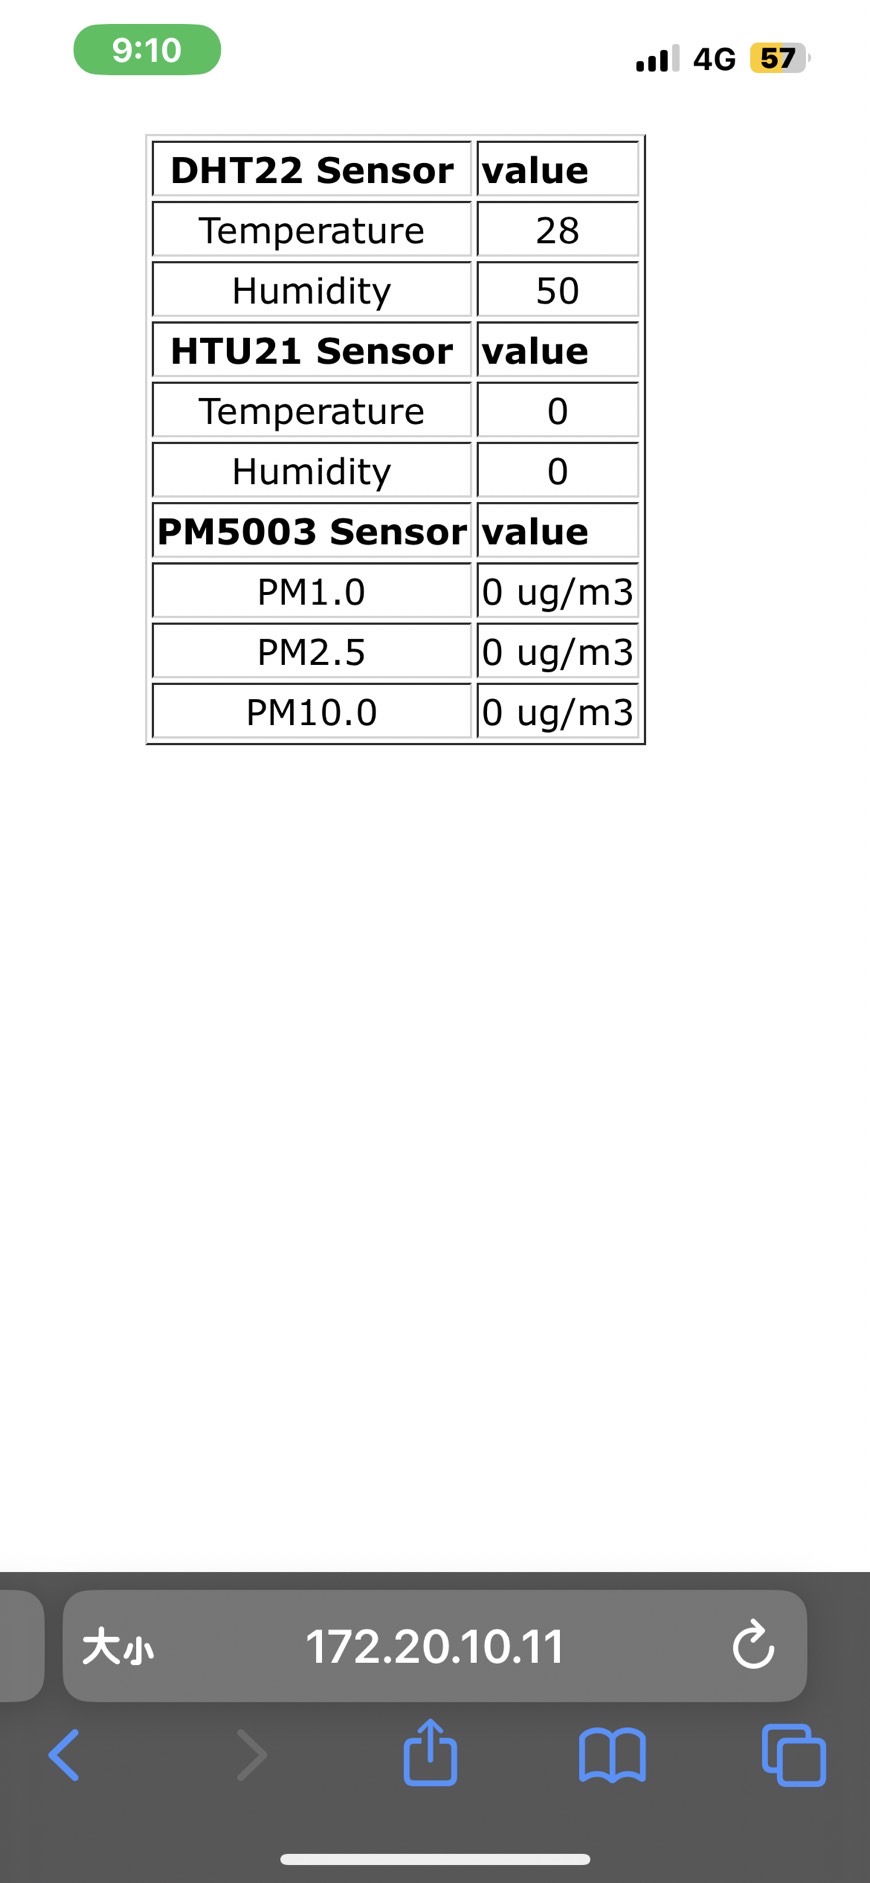 9:10
4G 57
DHT22 Sensor value
Temperature 28
Humidity 50
HTU21 Sensor value
Temperature 0
Humidity 0
PM5003 Sensor value
PM1.0 0 ug/m3
PM2.5 0 ug/m3
PM10.0 0 ug/m3
大小 172.20.10.11